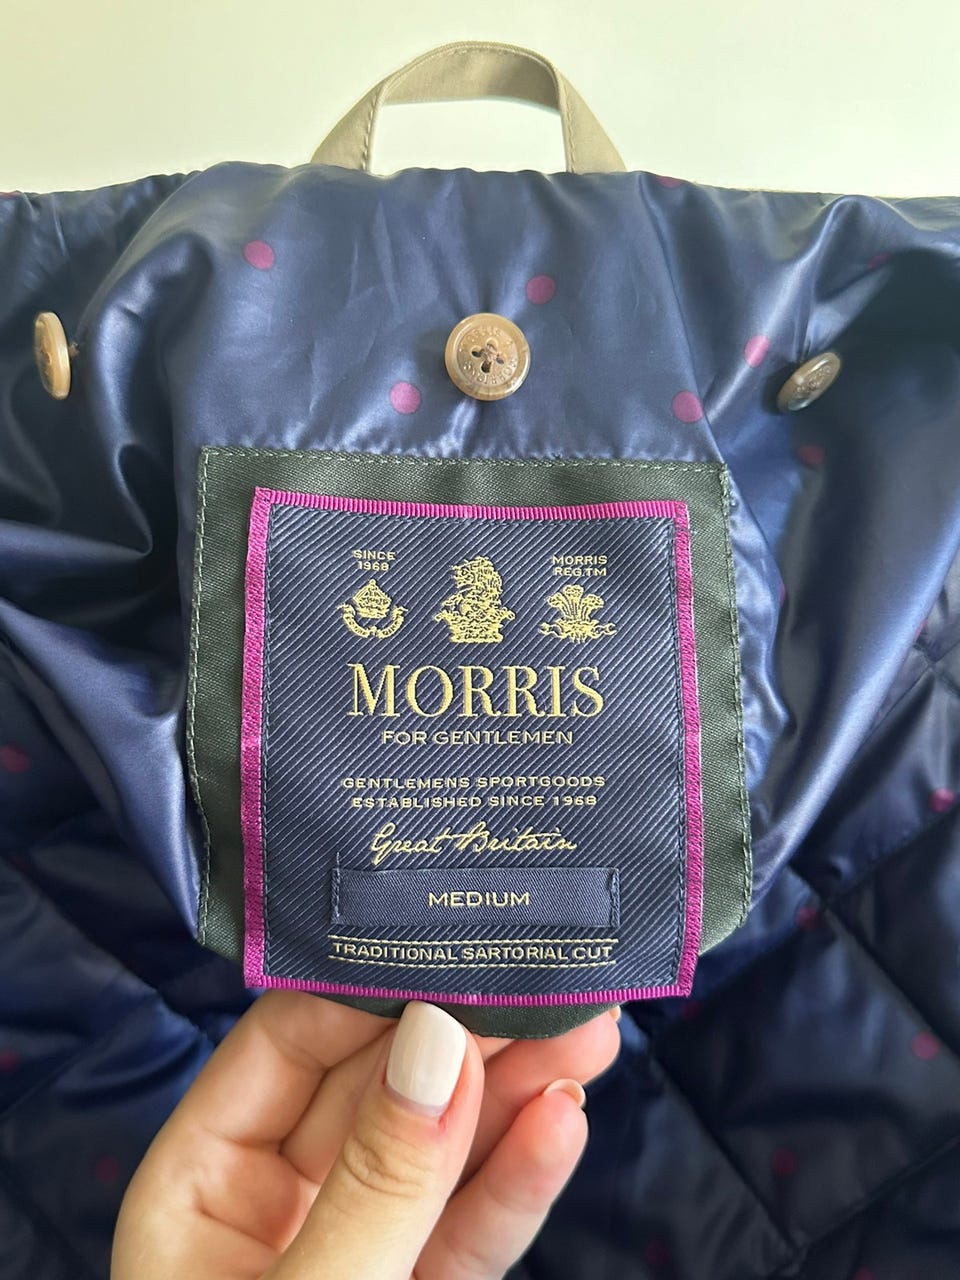 SINCE
1968
MORRIS
REG.TM
MORRIS
FOR GENTLEMEN
GENTLEMENS SPORTGOODS
ESTABLISHED SINCE 1968
Great Britain
MEDIUM
TRADITIONAL SARTORIAL CUT